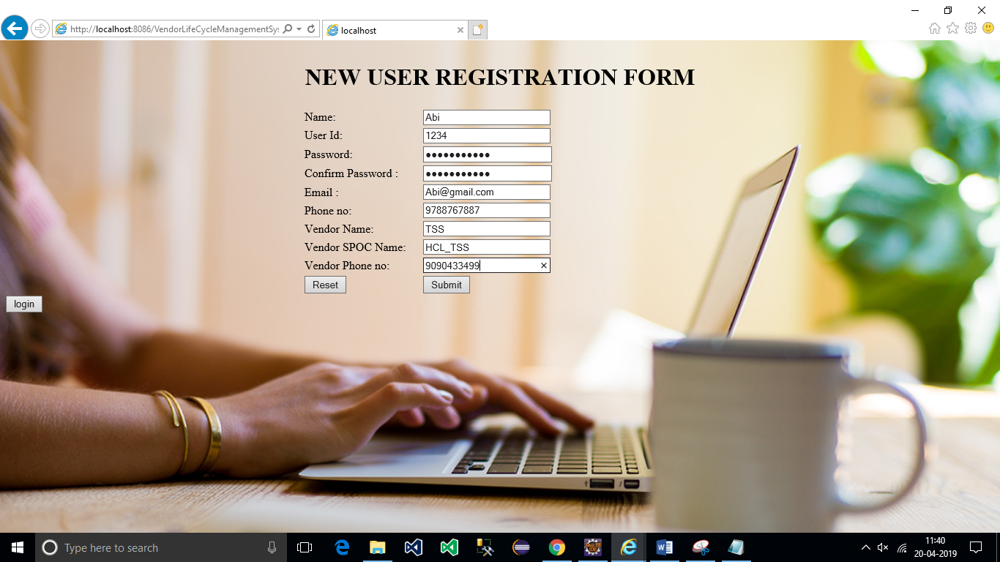 http://localhost:8086/VendorLifeCycleManagementSys
localhost
NEW USER REGISTRATION FORM
Name: Abi
User Id: 1234
Password: ●●●●●●●●●●●
Confirm Password : ●●●●●●●●●●●
Email : Abi@gmail.com
Phone no: 9788767887
Vendor Name: TSS
Vendor SPOC Name: HCL_TSS
Vendor Phone no: 9090433499
Reset Submit
login
Type here to search
11:40
20-04-2019